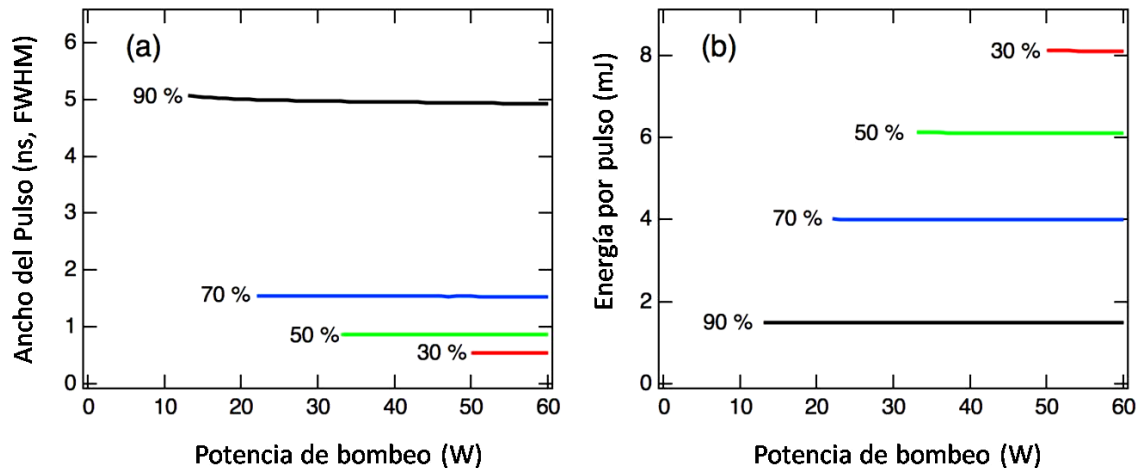 (a)
Ancho del Pulso (ns, FWHM)
6
5
4
3
2
1
0
90 %
70 %
50 %
30 %
0 10 20 30 40 50 60
Potencia de bombeo (W)
(b)
Energía por pulso (mJ)
8
6
4
2
0
30 %
50 %
70 %
90 %
0 10 20 30 40 50 60
Potencia de bombeo (W)